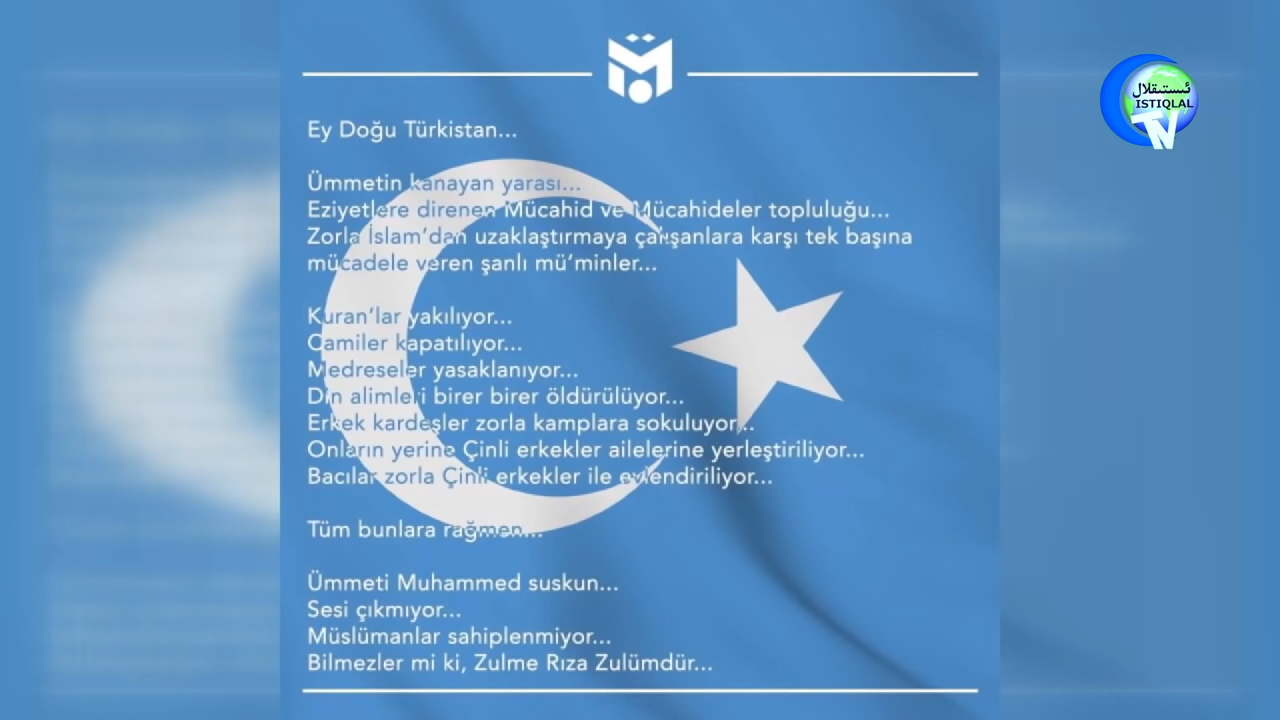 Ey Doğu Türkistan...
Ümmetin kanayan yarası...
Eziyetlere direnen Mücahid ve Mücahideler topluluğu...
Zorla İslam'dan uzaklaştırmaya çalışanlara karşı tek başına
mücadele veren şanlı mü'minler...
Kuran'lar yakılıyor...
Camiler kapatılıyor...
Medreseler yasaklanıyor...
Din alimleri birer birer öldürülüyor...
Erkek kardeşler zorla kamplara sokuluyor...
Onların yerine Çinli erkekler ailelerine yerleştiriliyor...
Bacılar zorla Çinli erkekler ile evlendiriliyor...
Tüm bunlara rağmen...
Ümmeti Muhammed suskun...
Sesi çıkmıyor...
Müslümanlar sahiplenmiyor...
Bilmezler mi ki, Zulme Rıza Zulümdür...
ئىستىقلال
ISTIQLAL
TV